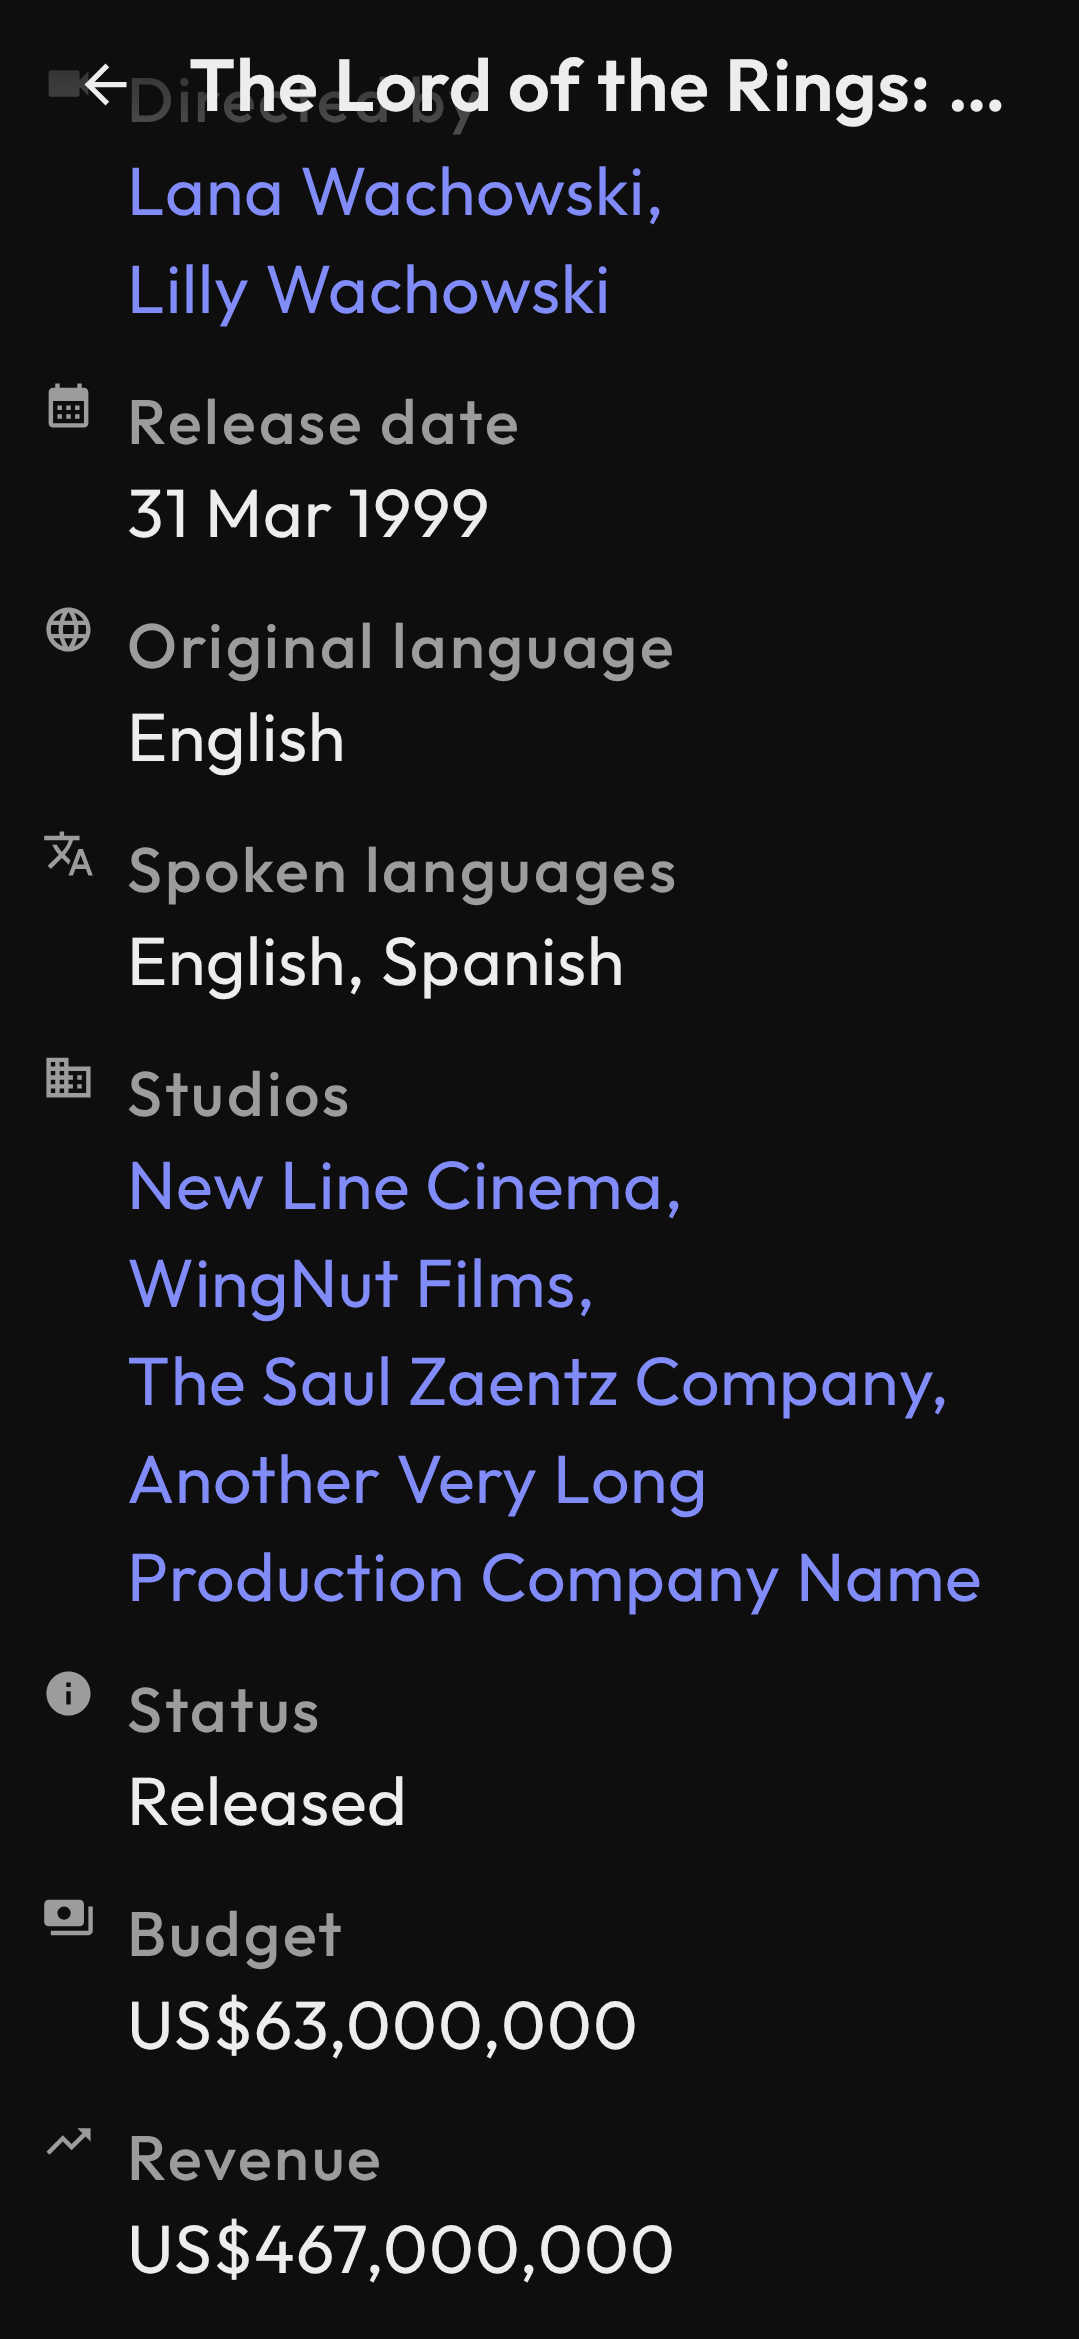 The Lord of the Rings: ...
Directed by
Lana Wachowski,
Lilly Wachowski
Release date
31 Mar 1999
Original language
English
Spoken languages
English, Spanish
Studios
New Line Cinema,
WingNut Films,
The Saul Zaentz Company,
Another Very Long
Production Company Name
Status
Released
Budget
US$63,000,000
Revenue
US$467,000,000